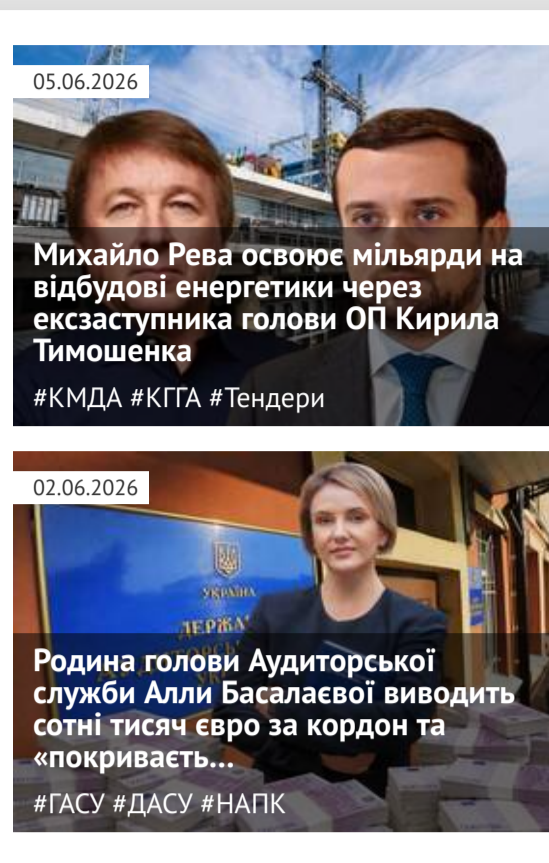 05.06.2026
Михайло Рева освоює мільярди на
відбудові енергетики через
ексзаступника голови ОП Кирила
Тимошенка
#КМДА #КГГА #Тендери
02.06.2026
УКРАЇНА
ДЕРЖА
Родина голови Аудиторської
служби Алли Басалаєвої виводить
сотні тисяч євро за кордон та
«покриваєть...
#ГАСУ #ДАСУ #НАПК